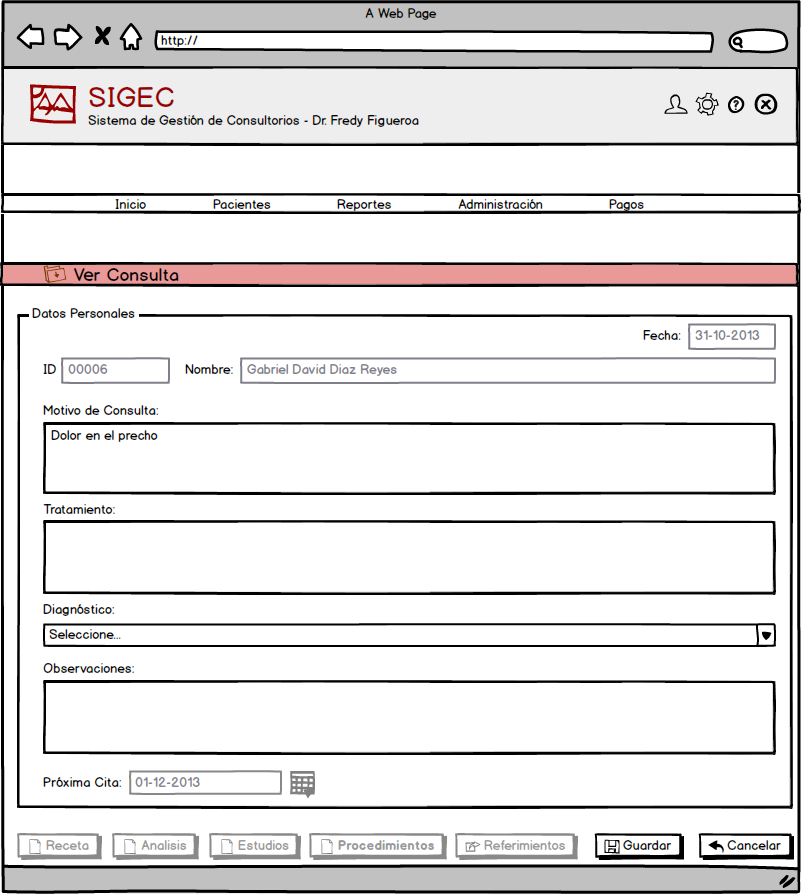 A Web Page
http://
SIGEC
Sistema de Gestión de Consultorios - Dr. Fredy Figueroa
Inicio Pacientes Reportes Administración Pagos
Ver Consulta
Datos Personales
Fecha: 31-10-2013
ID 00006 Nombre: Gabriel David Diaz Reyes
Motivo de Consulta:
Dolor en el precho
Tratamiento:
Diagnóstico:
Seleccione...
Observaciones:
Próxima Cita: 01-12-2013
Receta Analisis Estudios Procedimientos Referimientos Guardar Cancelar